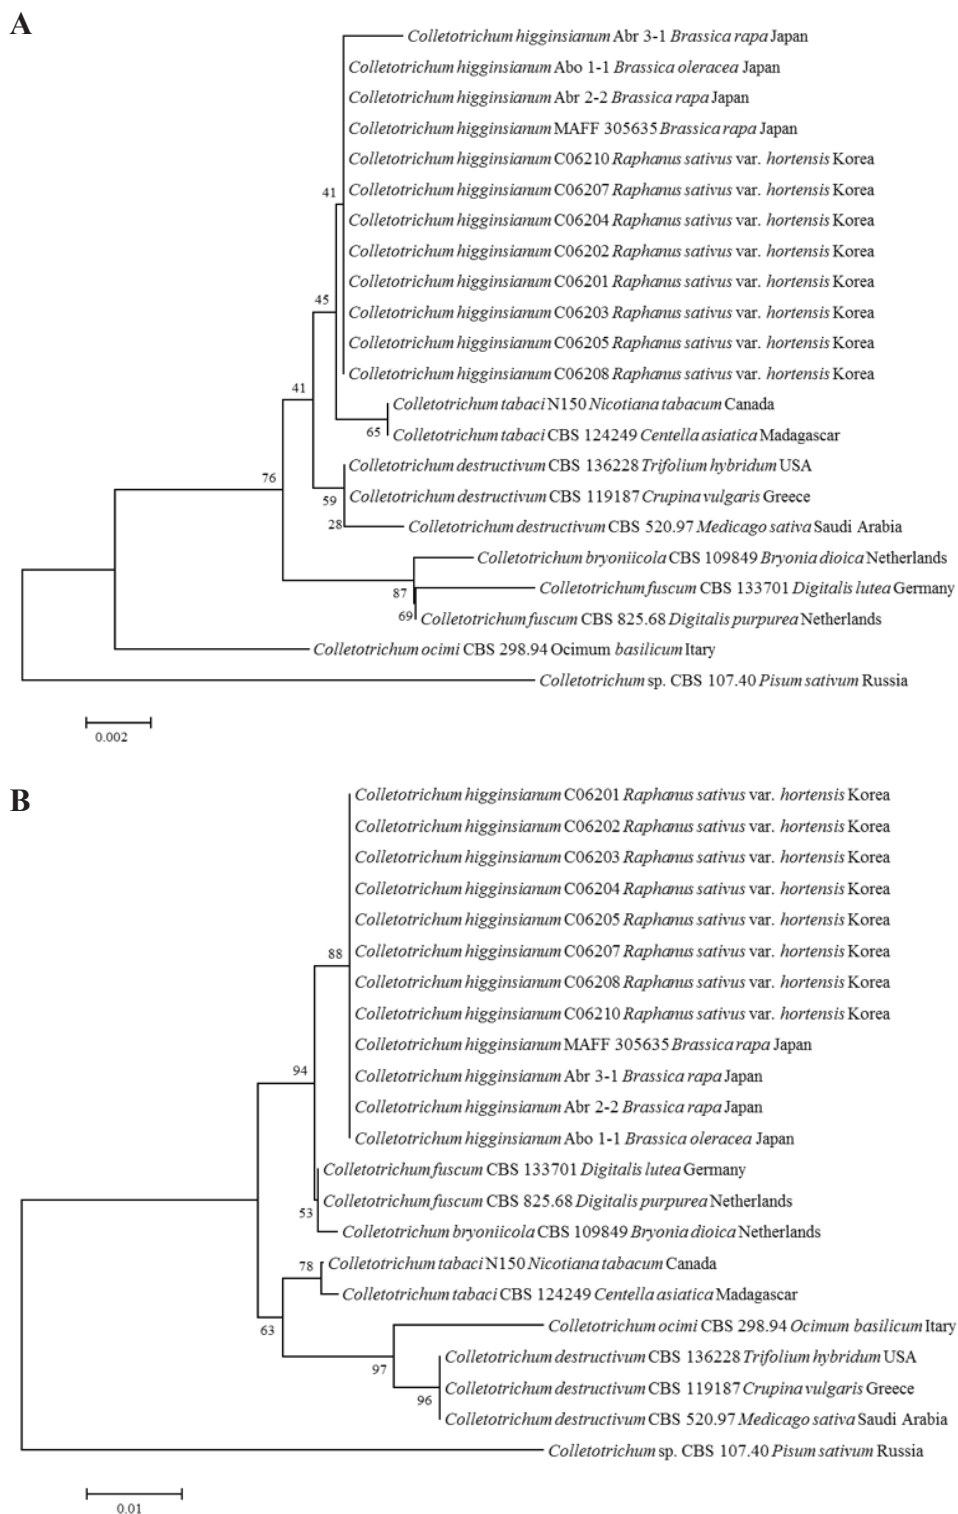 A
Colletotrichum higginsianum Abr 3-1 Brassica rapa Japan
Colletotrichum higginsianum Abo 1-1 Brassica oleracea Japan
Colletotrichum higginsianum Abr 2-2 Brassica rapa Japan
Colletotrichum higginsianum MAFF 305635 Brassica rapa Japan
Colletotrichum higginsianum C06210 Raphanus sativus var. hortensis Korea
41
Colletotrichum higginsianum C06207 Raphanus sativus var. hortensis Korea
Colletotrichum higginsianum C06204 Raphanus sativus var. hortensis Korea
Colletotrichum higginsianum C06202 Raphanus sativus var. hortensis Korea
Colletotrichum higginsianum C06201 Raphanus sativus var. hortensis Korea
45
Colletotrichum higginsianum C06203 Raphanus sativus var. hortensis Korea
Colletotrichum higginsianum C06205 Raphanus sativus var. hortensis Korea
Colletotrichum higginsianum C06208 Raphanus sativus var. hortensis Korea
41
Colletotrichum tabaci N150 Nicotiana tabacum Canada
65
Colletotrichum tabaci CBS 124249 Centella asiatica Madagascar
Colletotrichum destructivum CBS 136228 Trifolium hybridum USA
76
59
Colletotrichum destructivum CBS 119187 Crupina vulgaris Greece
28
Colletotrichum destructivum CBS 520.97 Medicago sativa Saudi Arabia
Colletotrichum bryoniicola CBS 109849 Bryonia dioica Netherlands
87
Colletotrichum fuscum CBS 133701 Digitalis lutea Germany
69
Colletotrichum fuscum CBS 825.68 Digitalis purpurea Netherlands
Colletotrichum ocimi CBS 298.94 Ocimum basilicum Itary
Colletotrichum sp. CBS 107.40 Pisum sativum Russia
0.002
B
Colletotrichum higginsianum C06201 Raphanus sativus var. hortensis Korea
Colletotrichum higginsianum C06202 Raphanus sativus var. hortensis Korea
Colletotrichum higginsianum C06203 Raphanus sativus var. hortensis Korea
Colletotrichum higginsianum C06204 Raphanus sativus var. hortensis Korea
Colletotrichum higginsianum C06205 Raphanus sativus var. hortensis Korea
88
Colletotrichum higginsianum C06207 Raphanus sativus var. hortensis Korea
Colletotrichum higginsianum C06208 Raphanus sativus var. hortensis Korea
Colletotrichum higginsianum C06210 Raphanus sativus var. hortensis Korea
Colletotrichum higginsianum MAFF 305635 Brassica rapa Japan
94
Colletotrichum higginsianum Abr 3-1 Brassica rapa Japan
Colletotrichum higginsianum Abr 2-2 Brassica rapa Japan
Colletotrichum higginsianum Abo 1-1 Brassica oleracea Japan
Colletotrichum fuscum CBS 133701 Digitalis lutea Germany
Colletotrichum fuscum CBS 825.68 Digitalis purpurea Netherlands
53
Colletotrichum bryoniicola CBS 109849 Bryonia dioica Netherlands
78
Colletotrichum tabaci N150 Nicotiana tabacum Canada
Colletotrichum tabaci CBS 124249 Centella asiatica Madagascar
63
Colletotrichum ocimi CBS 298.94 Ocimum basilicum Itary
97
Colletotrichum destructivum CBS 136228 Trifolium hybridum USA
96
Colletotrichum destructivum CBS 119187 Crupina vulgaris Greece
Colletotrichum destructivum CBS 520.97 Medicago sativa Saudi Arabia
Colletotrichum sp. CBS 107.40 Pisum sativum Russia
0.01